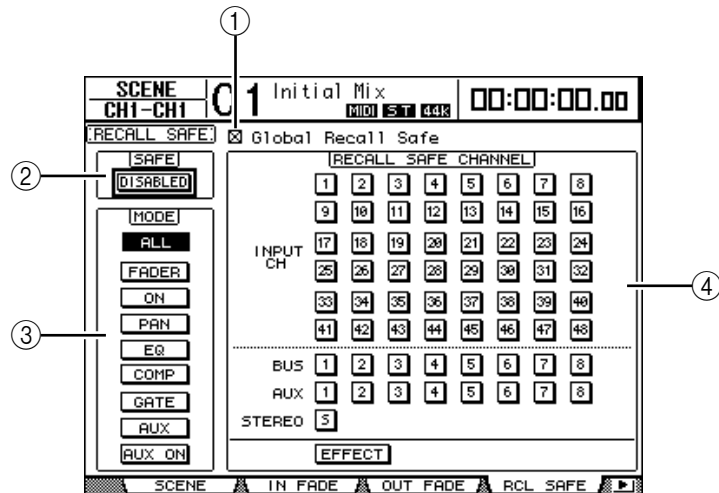 ①
SCENE
CH1-CH1
01 Initial Mix
MIDI ST 44k
00:00:00.00
RECALL SAFE
Global Recall Safe
②
SAFE
DISABLED
③
MODE
ALL
FADER
ON
PAN
EQ
COMP
GATE
AUX
AUX ON
④
RECALL SAFE CHANNEL
INPUT CH
1 2 3 4 5 6 7 8
9 10 11 12 13 14 15 16
17 18 19 20 21 22 23 24
25 26 27 28 29 30 31 32
33 34 35 36 37 38 39 40
41 42 43 44 45 46 47 48
BUS 1 2 3 4 5 6 7 8
AUX 1 2 3 4 5 6 7 8
STEREO S
EFFECT
SCENE IN FADE OUT FADE RCL SAFE